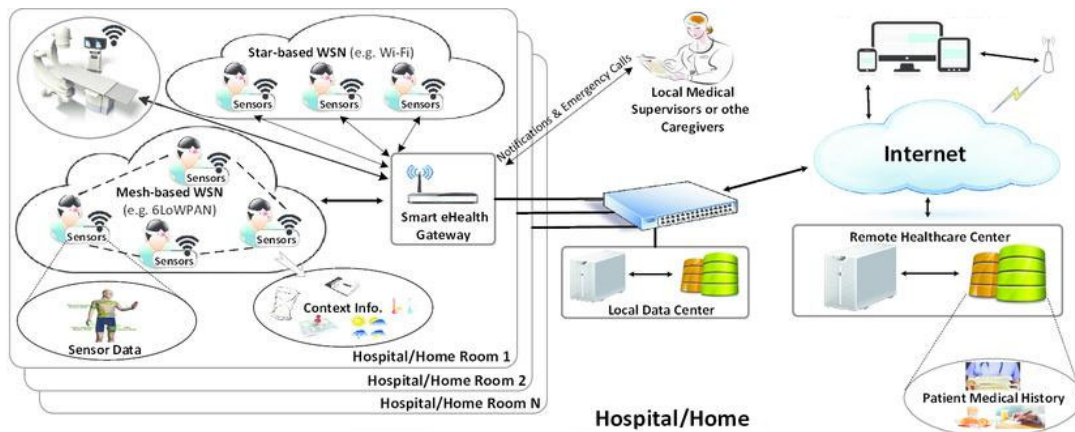 Star-based WSN (e.g. Wi-Fi)
Sensors
Sensors
Sensors
Notifications & Emergency Calls
Local Medical
Supervisors or othe
Caregivers
Internet
Mesh-based WSN
(e.g. 6LoWPAN)
Sensors
Sensors
Sensors
Sensors
Smart eHealth
Gateway
Remote Healthcare Center
Local Data Center
Context Info.
Sensor Data
Hospital/Home Room 1
Hospital/Home Room 2
Hospital/Home Room N
Hospital/Home
Patient Medical History